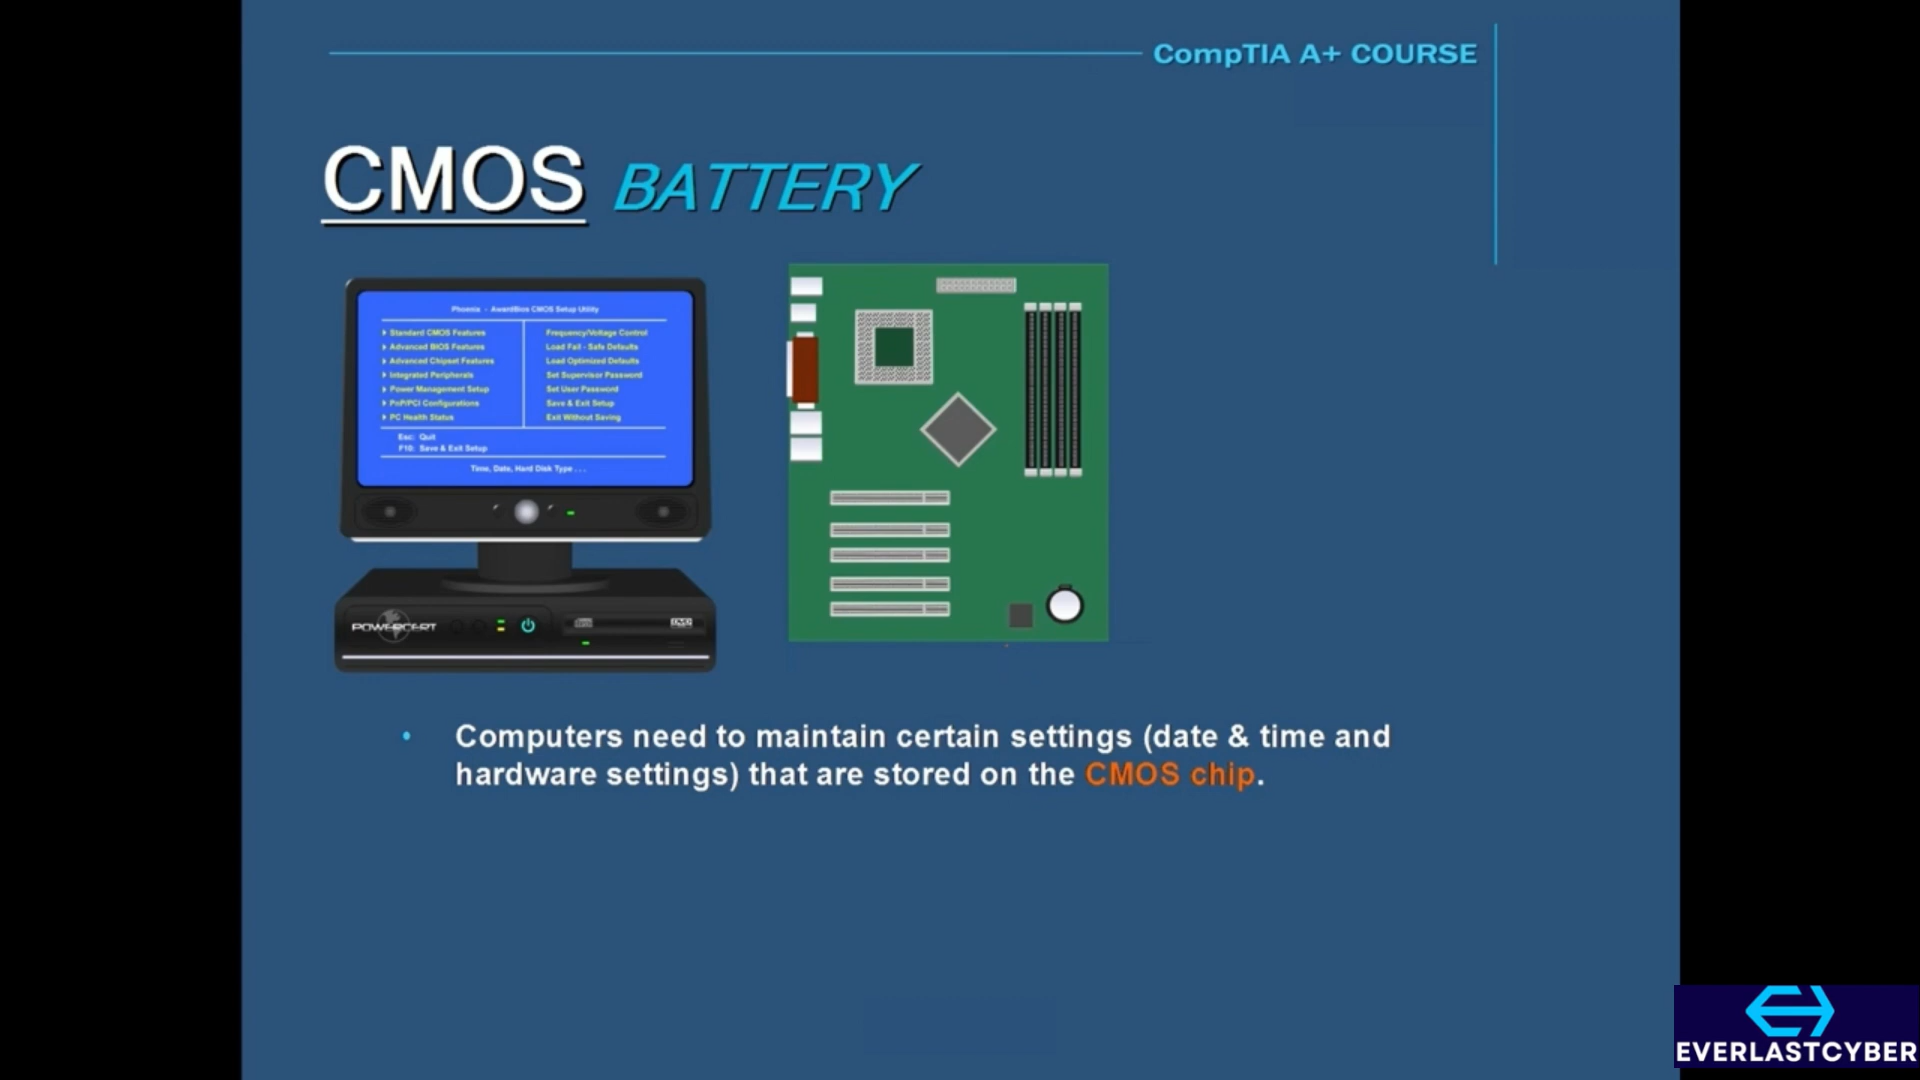 CompTIA A+ COURSE
CMOS BATTERY
Phoenix - AwardBios CMOS Setup Utility
Standard CMOS Features
Advanced BIOS Features
Advanced Chipset Features
Integrated Peripherals
Power Management Setup
PnP/PCI Configurations
PC Health Status
Frequency/Voltage Control
Load Fail - Safe Defaults
Load Optimized Defaults
Set Supervisor Password
Set User Password
Save & Exit Setup
Exit Without Saving
Esc: Quit
F10: Save & Exit Setup
Time, Date, Hard Disk Type . . .
POWERCERT
DVD
• Computers need to maintain certain settings (date & time and
hardware settings) that are stored on the CMOS chip.
EVERLASTCYBER